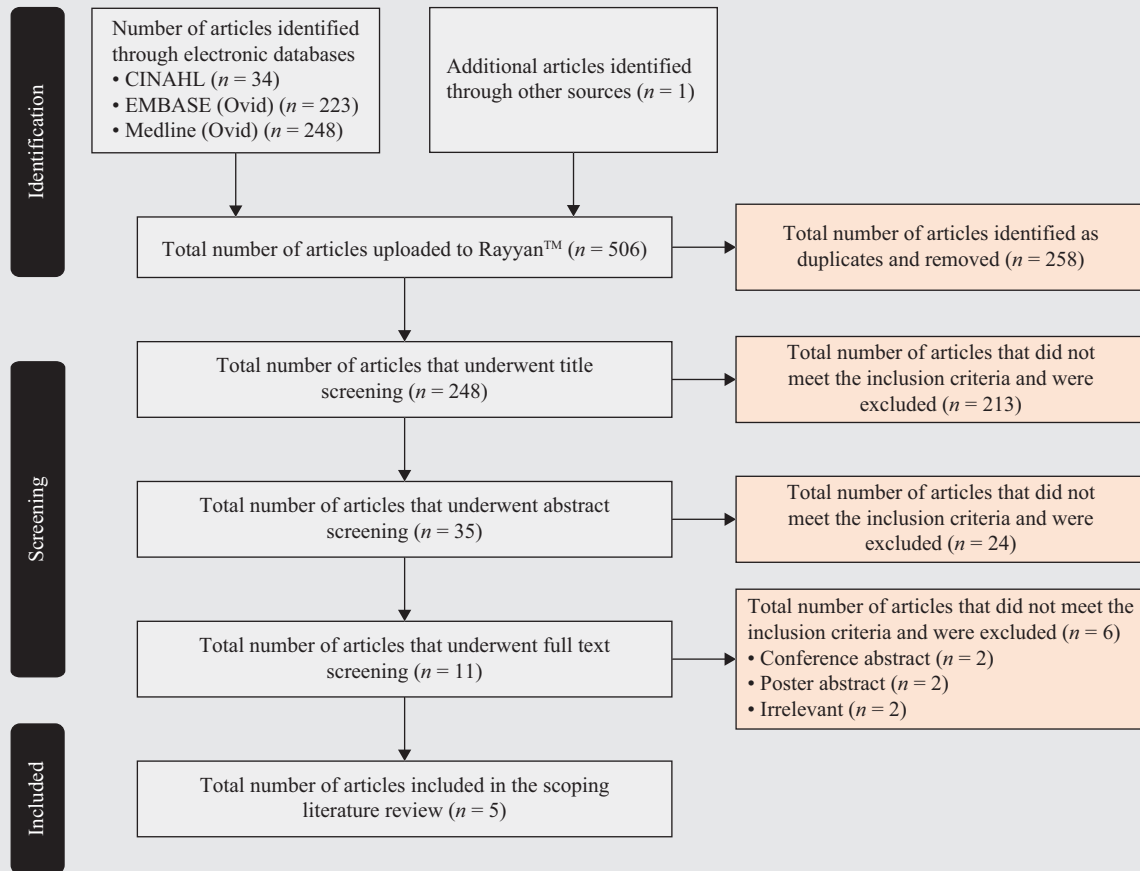 Identification
Number of articles identified
through electronic databases
• CINAHL (n = 34)
• EMBASE (Ovid) (n = 223)
• Medline (Ovid) (n = 248)
Additional articles identified
through other sources (n = 1)
Total number of articles uploaded to Rayyan™ (n = 506)
Total number of articles identified as
duplicates and removed (n = 258)
Screening
Total number of articles that underwent title
screening (n = 248)
Total number of articles that did not
meet the inclusion criteria and were
excluded (n = 213)
Total number of articles that underwent abstract
screening (n = 35)
Total number of articles that did not
meet the inclusion criteria and were
excluded (n = 24)
Total number of articles that underwent full text
screening (n = 11)
Total number of articles that did not meet the
inclusion criteria and were excluded (n = 6)
• Conference abstract (n = 2)
• Poster abstract (n = 2)
• Irrelevant (n = 2)
Included
Total number of articles included in the scoping
literature review (n = 5)